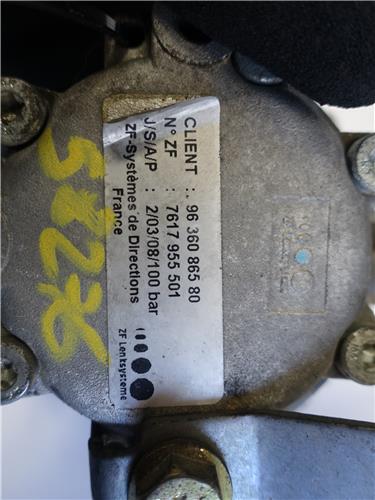 CLIENT :. 96 360 865 80
N° ZF : 7617 955 501
J/S/A/P : 2/03/08/100 bar
ZF-Systèmes de Directions
France
ZF Lenksysteme